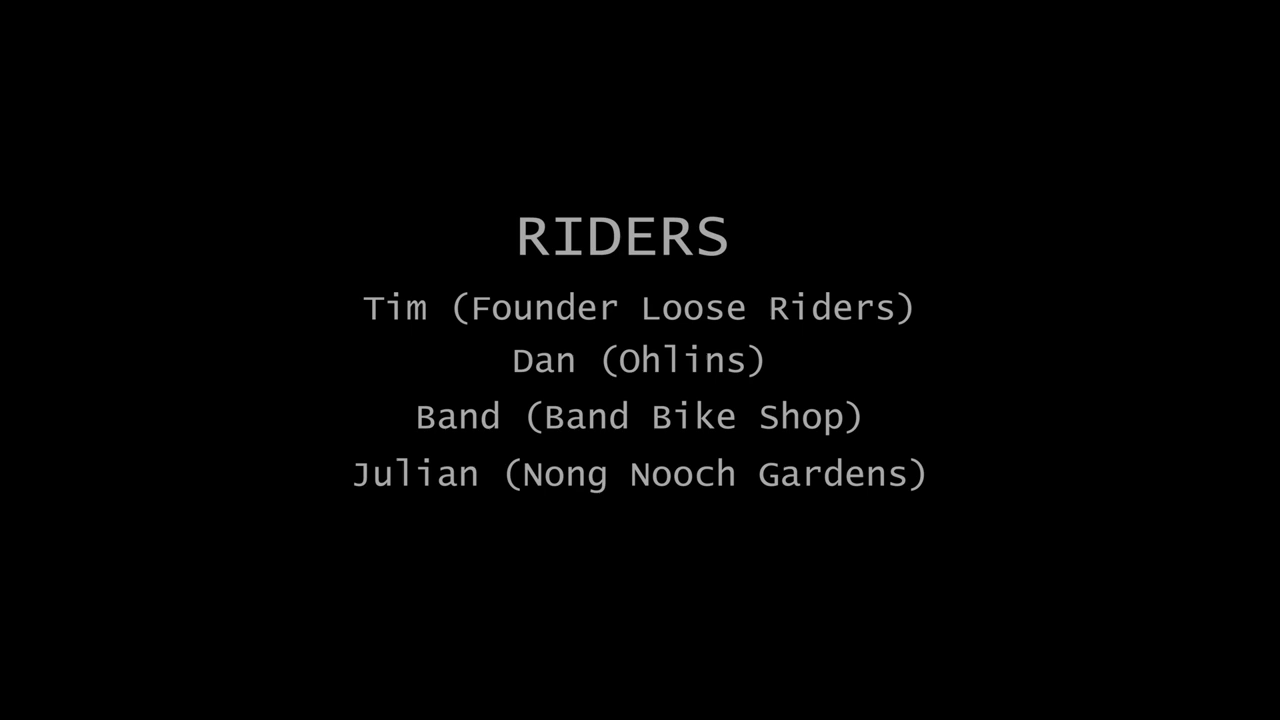 RIDERS
Tim (Founder Loose Riders)
Dan (Ohlins)
Band (Band Bike Shop)
Julian (Nong Nooch Gardens)